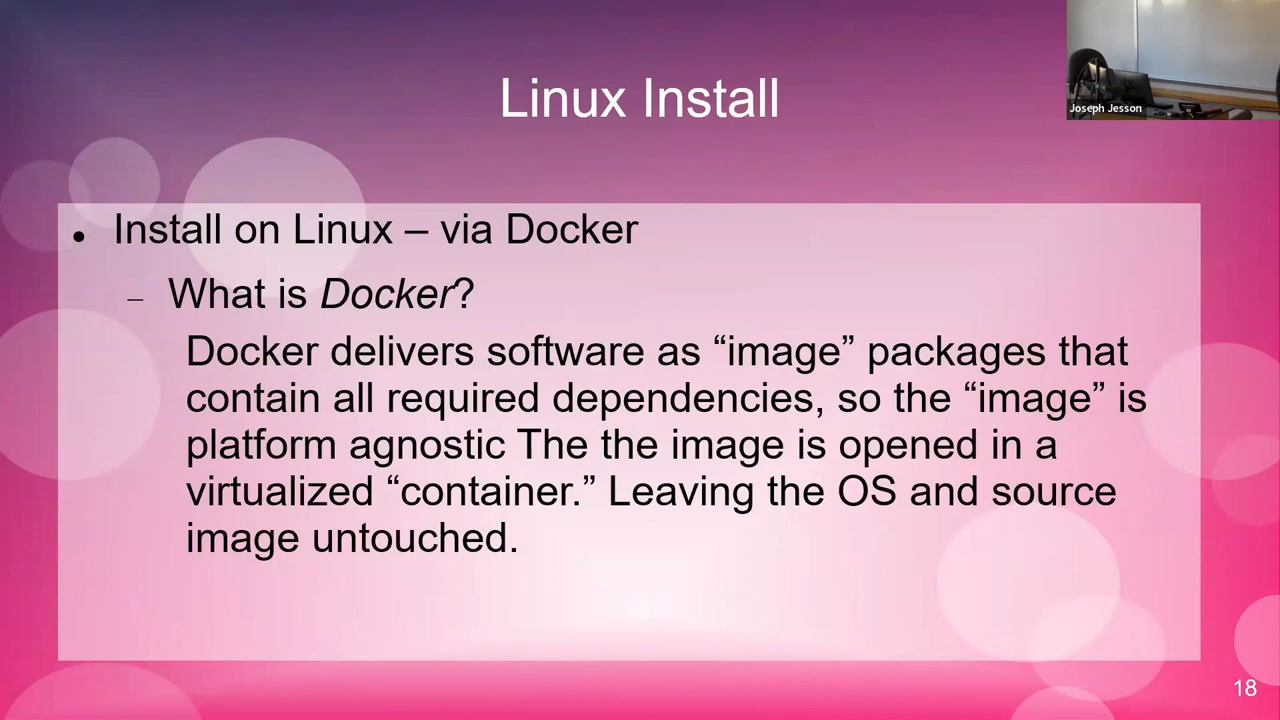 Linux Install
Joseph Jesson
● Install on Linux – via Docker
– What is Docker?
Docker delivers software as “image” packages that
contain all required dependencies, so the “image” is
platform agnostic The the image is opened in a
virtualized “container.” Leaving the OS and source
image untouched.
18